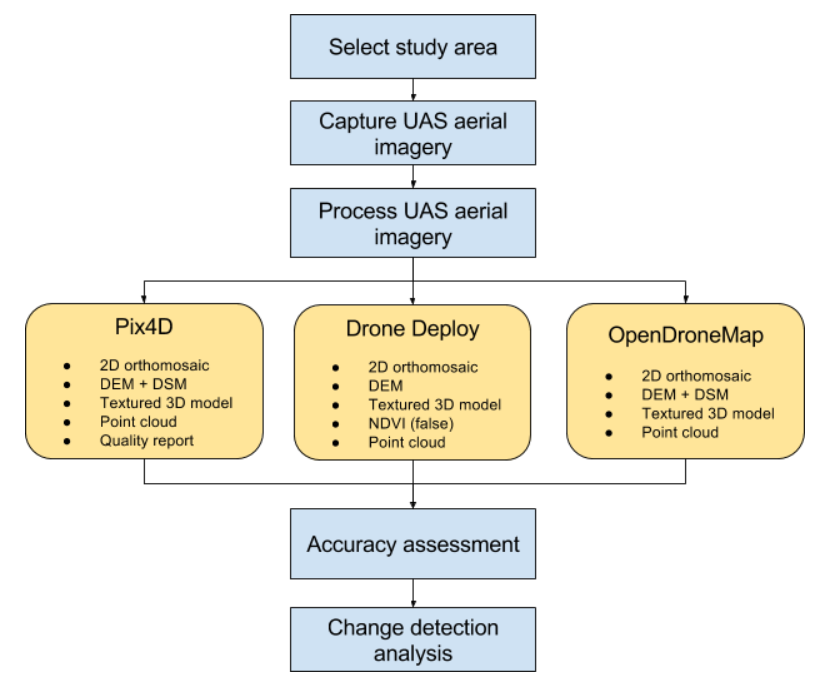 Select study area
Capture UAS aerial
imagery
Process UAS aerial
imagery
Pix4D
● 2D orthomosaic
● DEM + DSM
● Textured 3D model
● Point cloud
● Quality report
Drone Deploy
● 2D orthomosaic
● DEM
● Textured 3D model
● NDVI (false)
● Point cloud
OpenDroneMap
● 2D orthomosaic
● DEM + DSM
● Textured 3D model
● Point cloud
Accuracy assessment
Change detection
analysis